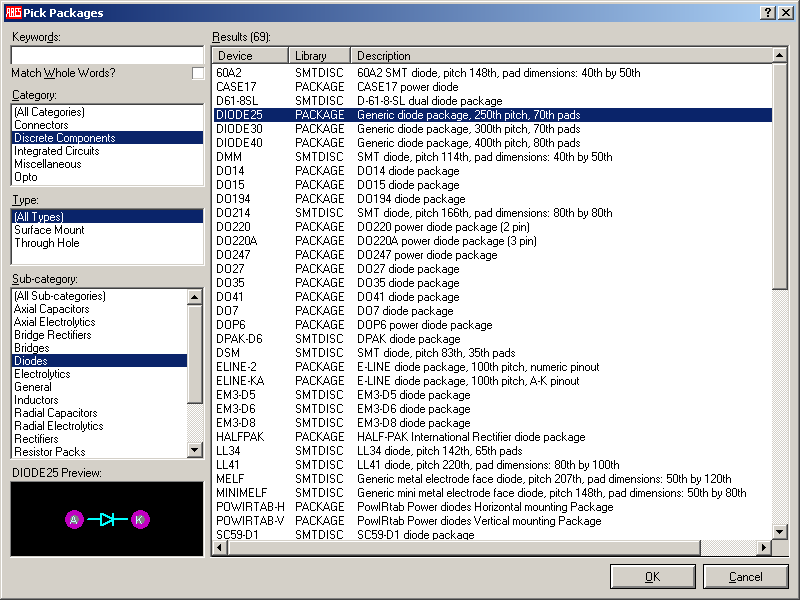 ARES Pick Packages
Keywords:
Match Whole Words?
Category:
(All Categories)
Connectors
Discrete Components
Integrated Circuits
Miscellaneous
Opto
Type:
(All Types)
Surface Mount
Through Hole
Sub-category:
(All Sub-categories)
Axial Capacitors
Axial Electrolytics
Bridge Rectifiers
Bridges
Diodes
Electrolytics
General
Inductors
Radial Capacitors
Radial Electrolytics
Rectifiers
Resistor Packs
DIODE25 Preview:
A K
Results (69):
Device Library Description
60A2 SMTDISC 60A2 SMT diode, pitch 148th, pad dimensions: 40th by 50th
CASE17 PACKAGE CASE17 power diode
D-61-8SL SMTDISC D-61-8-SL dual diode package
DIODE25 PACKAGE Generic diode package, 250th pitch, 70th pads
DIODE30 PACKAGE Generic diode package, 300th pitch, 70th pads
DIODE40 PACKAGE Generic diode package, 400th pitch, 80th pads
DMM SMTDISC SMT diode, pitch 114th, pad dimensions: 40th by 50th
DO14 PACKAGE DO14 diode package
DO15 PACKAGE DO15 diode package
DO194 PACKAGE DO194 diode package
DO214 SMTDISC SMT diode, pitch 166th, pad dimensions: 80th by 80th
DO220 PACKAGE DO220 power diode package (2 pin)
DO220A PACKAGE DO220A power diode package (3 pin)
DO247 PACKAGE DO247 power diode package
DO27 PACKAGE DO27 diode package
DO35 PACKAGE DO35 diode package
DO41 PACKAGE DO41 diode package
DO7 PACKAGE DO7 diode package
DOP6 PACKAGE DOP6 power diode package
DPAK-D6 SMTDISC DPAK diode package
DSM SMTDISC SMT diode, pitch 83th, 35th pads
ELINE-2 PACKAGE E-LINE diode package, 100th pitch, numeric pinout
ELINE-KA PACKAGE E-LINE diode package, 100th pitch, A-K pinout
EM3-D5 SMTDISC EM3-D5 diode package
EM3-D6 SMTDISC EM3-D6 diode package
EM3-D8 SMTDISC EM3-D8 diode package
HALFPAK PACKAGE HALF-PAK International Rectifier diode package
LL34 SMTDISC LL34 diode, pitch 142th, 65th pads
LL41 SMTDISC LL41 diode, pitch 220th, pad dimensions: 80th by 100th
MELF SMTDISC Generic metal electrode face diode, pitch 207th, pad dimensions: 50th by 120th
MINIMELF SMTDISC Generic mini metal electrode face diode, pitch 148th, pad dimensions: 50th by 80th
POWIRTAB-H PACKAGE PowIRtab Power diodes Horizontal mounting Package
POWIRTAB-V PACKAGE PowIRtab Power diodes Vertical mounting Package
SC59-D1 SMTDISC SC59-D1 diode package
OK Cancel